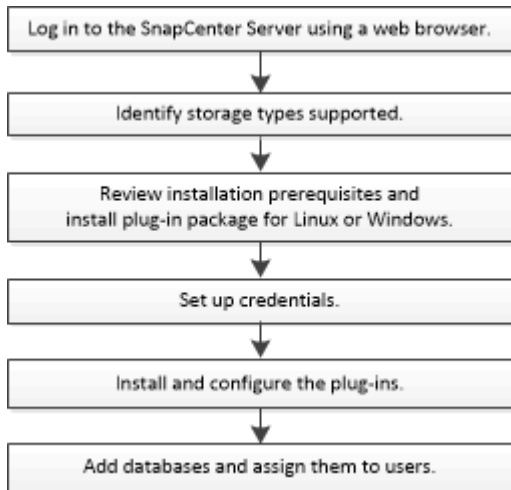 Log in to the SnapCenter Server using a web browser.
Identify storage types supported.
Review installation prerequisites and
install plug-in package for Linux or Windows.
Set up credentials.
Install and configure the plug-ins.
Add databases and assign them to users.